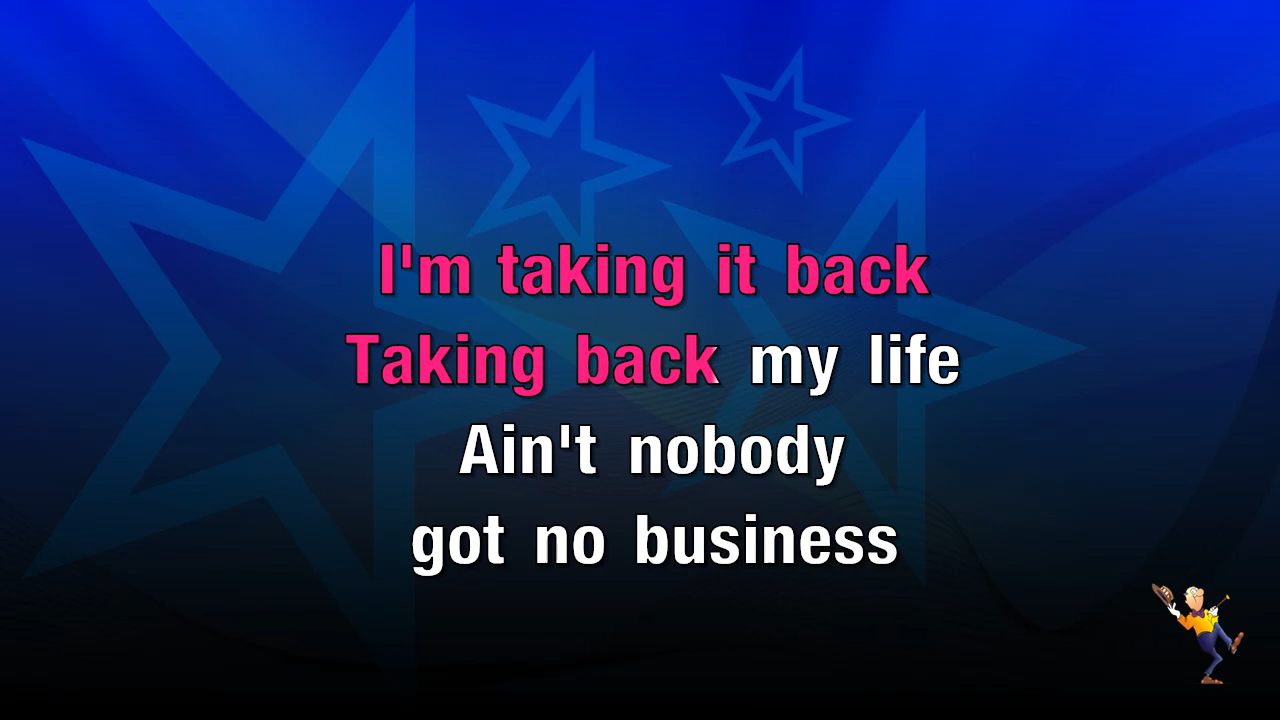 I'm taking it back
Taking back my life
Ain't nobody
got no business